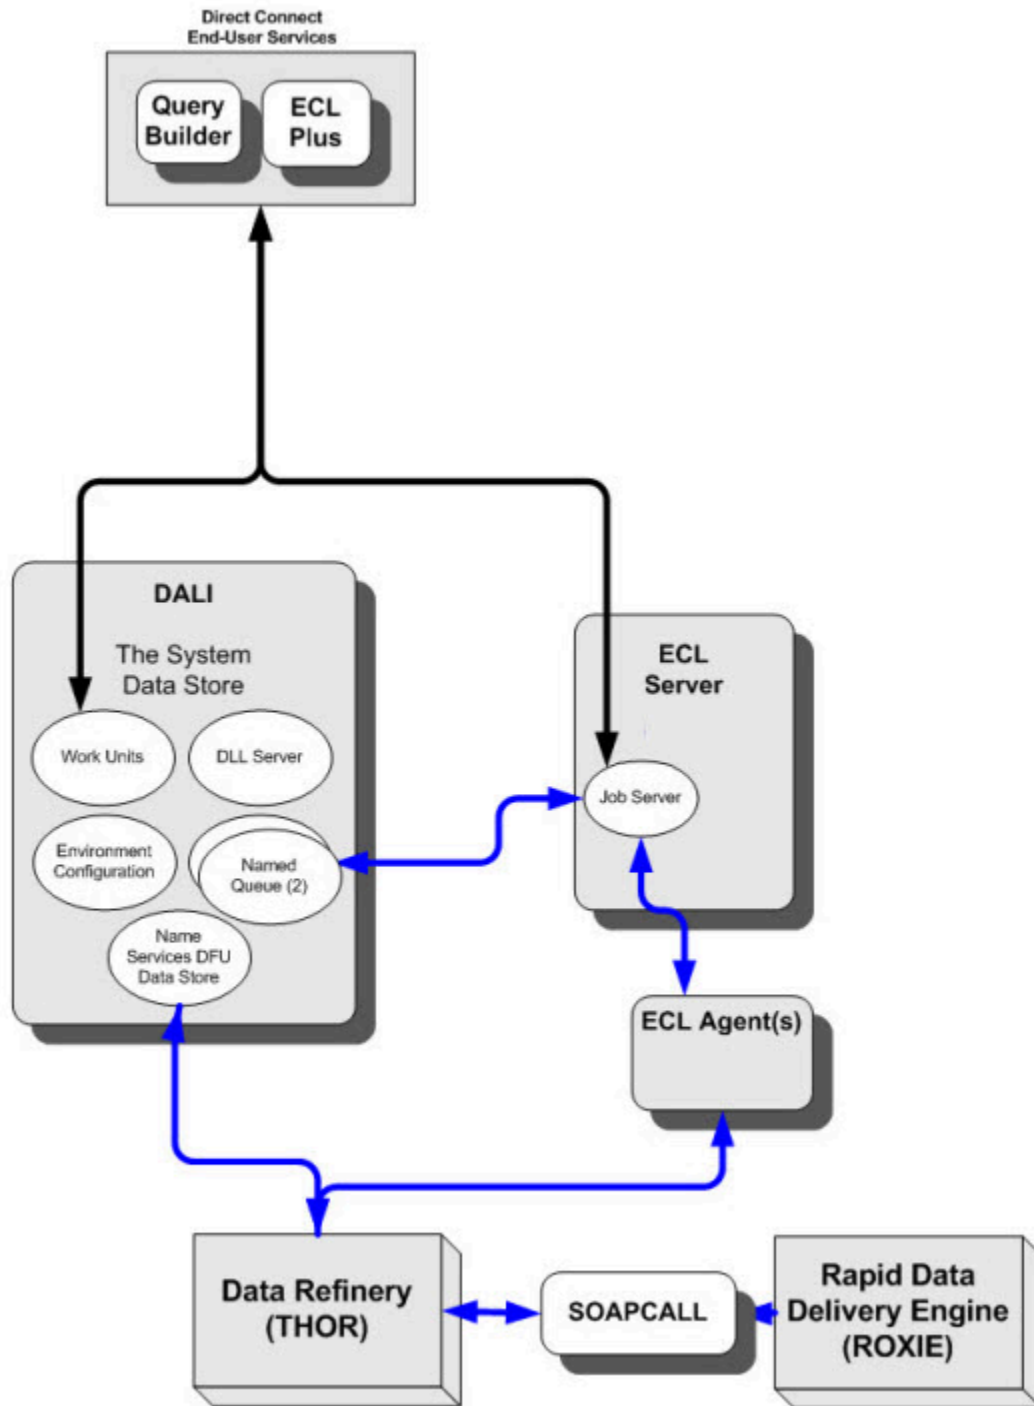 Direct Connect
End-User Services
Query
Builder
ECL
Plus
DALI
The System
Data Store
Work Units
DLL Server
Environment
Configuration
Named
Queue (2)
Name
Services DFU
Data Store
ECL
Server
Job Server
ECL Agent(s)
Data Refinery
(THOR)
SOAPCALL
Rapid Data
Delivery Engine
(ROXIE)